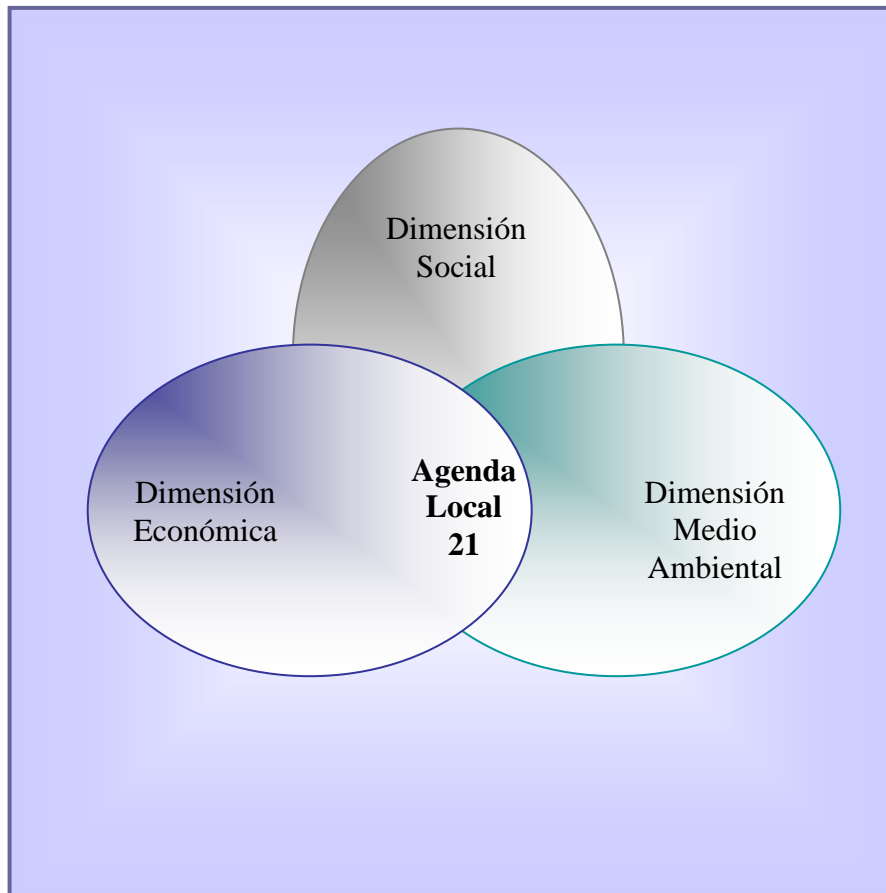 Dimensión
Social
Dimensión
Económica
Agenda
Local
21
Dimensión
Medio
Ambiental